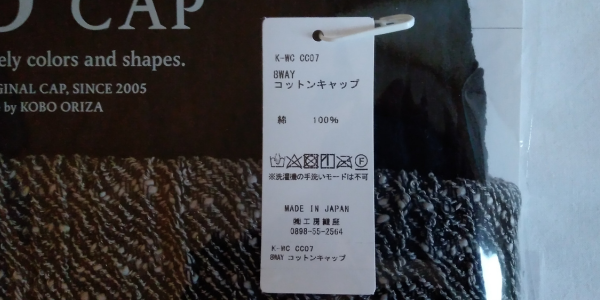 CAP
ely colors and shapes.
GINAL CAP, SINCE 2005
by KOBO ORIZA
K-WC CC07
8WAY
コットンキャップ
綿 100%
※洗濯機の手洗いモードは不可
MADE IN JAPAN
㈱工房織座
0898-55-2564
K-WC CC07
8WAY コットンキャップ